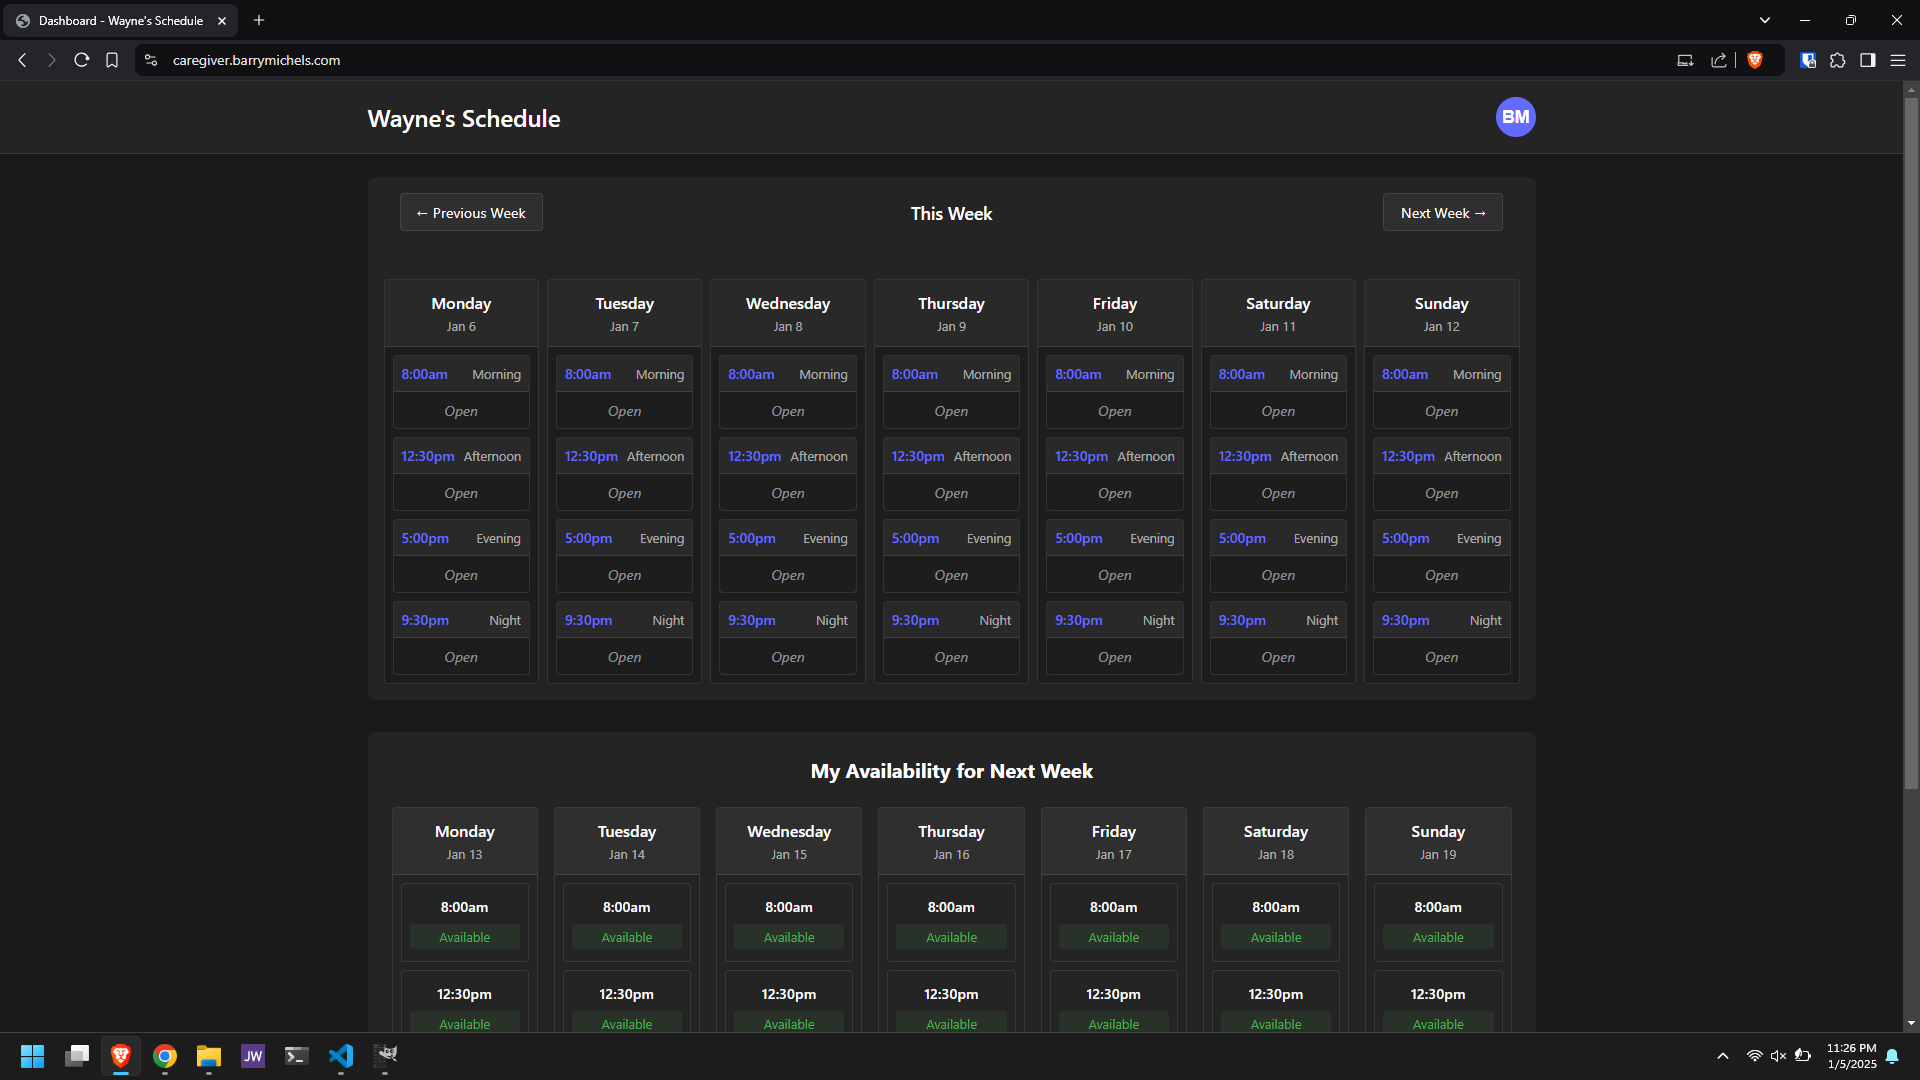 Dashboard - Wayne's Schedule
caregiver.barrymichels.com
Wayne's Schedule
BM
← Previous Week
This Week
Next Week →
Monday Tuesday Wednesday Thursday Friday Saturday Sunday
Jan 6 Jan 7 Jan 8 Jan 9 Jan 10 Jan 11 Jan 12
8:00am Morning 8:00am Morning 8:00am Morning 8:00am Morning 8:00am Morning 8:00am Morning 8:00am Morning
Open Open Open Open Open Open Open
12:30pm Afternoon 12:30pm Afternoon 12:30pm Afternoon 12:30pm Afternoon 12:30pm Afternoon 12:30pm Afternoon 12:30pm Afternoon
Open Open Open Open Open Open Open
5:00pm Evening 5:00pm Evening 5:00pm Evening 5:00pm Evening 5:00pm Evening 5:00pm Evening 5:00pm Evening
Open Open Open Open Open Open Open
9:30pm Night 9:30pm Night 9:30pm Night 9:30pm Night 9:30pm Night 9:30pm Night 9:30pm Night
Open Open Open Open Open Open Open
My Availability for Next Week
Monday Tuesday Wednesday Thursday Friday Saturday Sunday
Jan 13 Jan 14 Jan 15 Jan 16 Jan 17 Jan 18 Jan 19
8:00am 8:00am 8:00am 8:00am 8:00am 8:00am 8:00am
Available Available Available Available Available Available Available
12:30pm 12:30pm 12:30pm 12:30pm 12:30pm 12:30pm 12:30pm
Available Available Available Available Available Available Available
JW
11:26 PM
1/5/2025